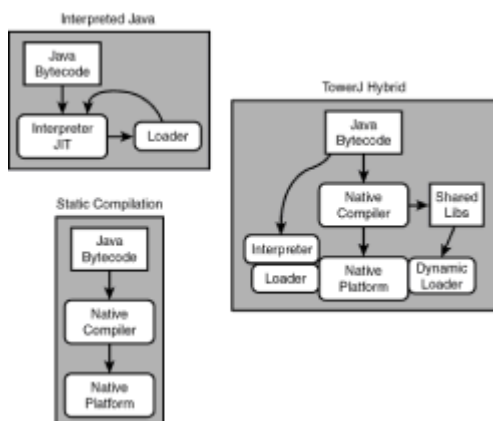 Interpreted Java
Java
Bytecode
Interpreter
JIT
Loader
Static Compilation
Java
Bytecode
Native
Compiler
Native
Platform
TowerJ Hybrid
Java
Bytecode
Native
Compiler
Shared
Libs
Interpreter
Loader
Native
Platform
Dynamic
Loader